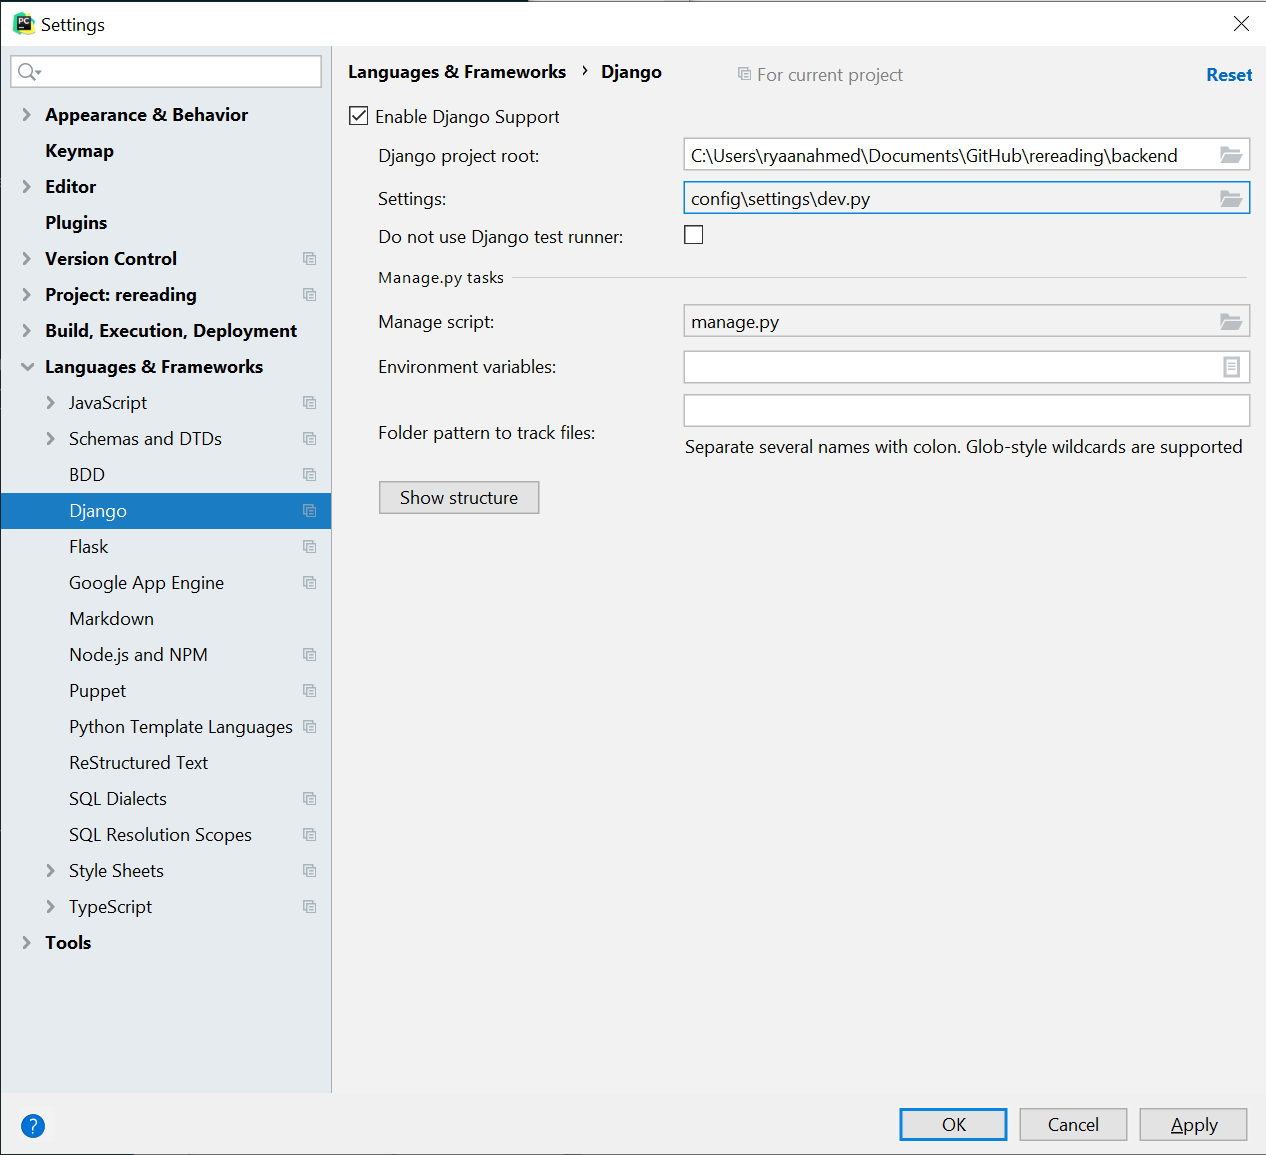 PC
Settings
Appearance & Behavior
Keymap
Editor
Plugins
Version Control
Project: rereading
Build, Execution, Deployment
Languages & Frameworks
JavaScript
Schemas and DTDs
BDD
Django
Flask
Google App Engine
Markdown
Node.js and NPM
Puppet
Python Template Languages
ReStructured Text
SQL Dialects
SQL Resolution Scopes
Style Sheets
TypeScript
Tools
Languages & Frameworks › Django
For current project
Reset
Enable Django Support
Django project root: C:\Users\ryaanahmed\Documents\GitHub\rereading\backend
Settings: config\settings\dev.py
Do not use Django test runner:
Manage.py tasks
Manage script: manage.py
Environment variables:
Folder pattern to track files:
Separate several names with colon. Glob-style wildcards are supported
Show structure
?
OK
Cancel
Apply